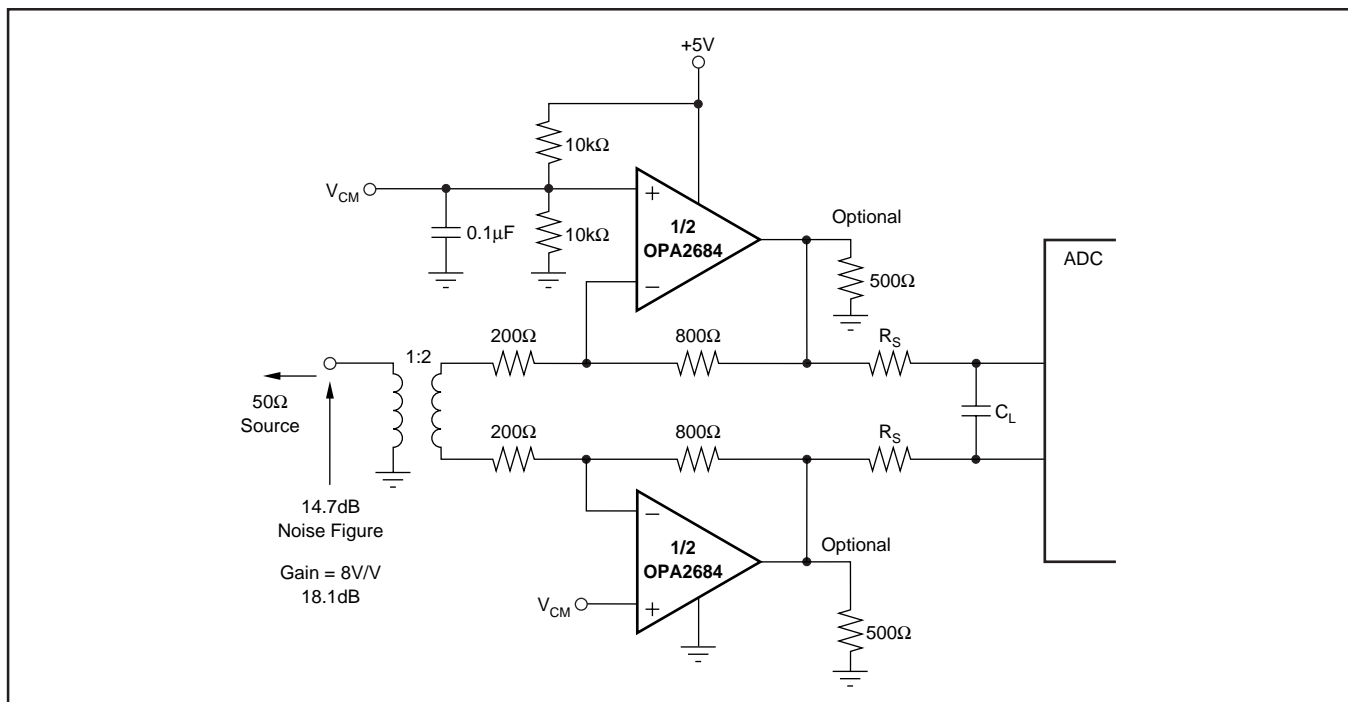 +5V
10kΩ
V_CM
+
0.1μF
10kΩ
1/2
OPA2684
−
Optional
500Ω
ADC
200Ω
800Ω
R_S
1:2
50Ω
Source
C_L
200Ω
800Ω
R_S
14.7dB
Noise Figure
Gain = 8V/V
18.1dB
−
1/2
OPA2684
+
V_CM
Optional
500Ω